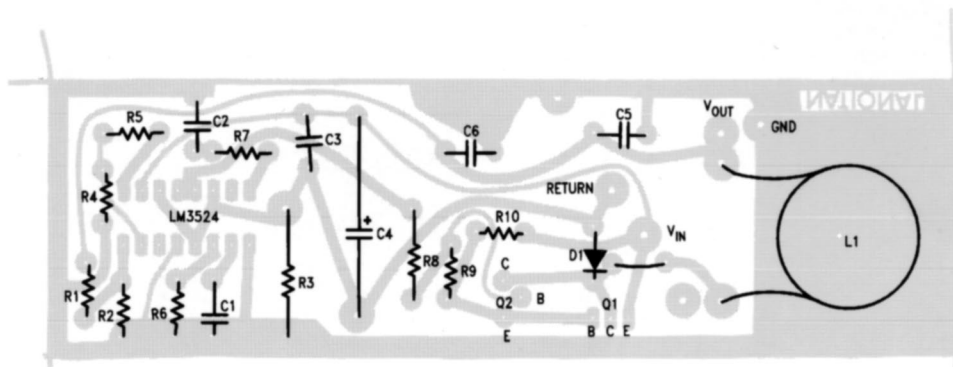 NATIONAL
R5
C2
R7
C3
C6
C5
VOUT
GND
R4
LM3524
+
C4
RETURN
R10
VIN
L1
R1
R2
R6
C1
R3
R8
R9
C
D1
Q2
B
Q1
E
B C E